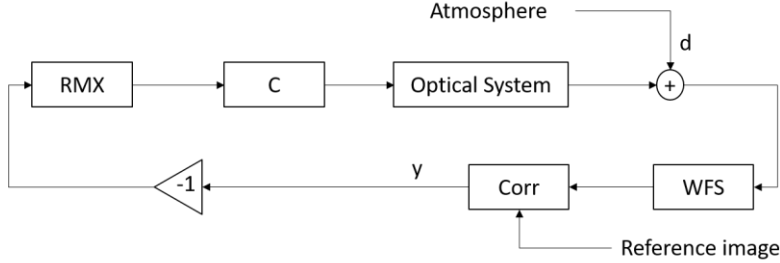 Atmosphere
d
RMX
C
Optical System
+
-1
y
Corr
WFS
Reference image